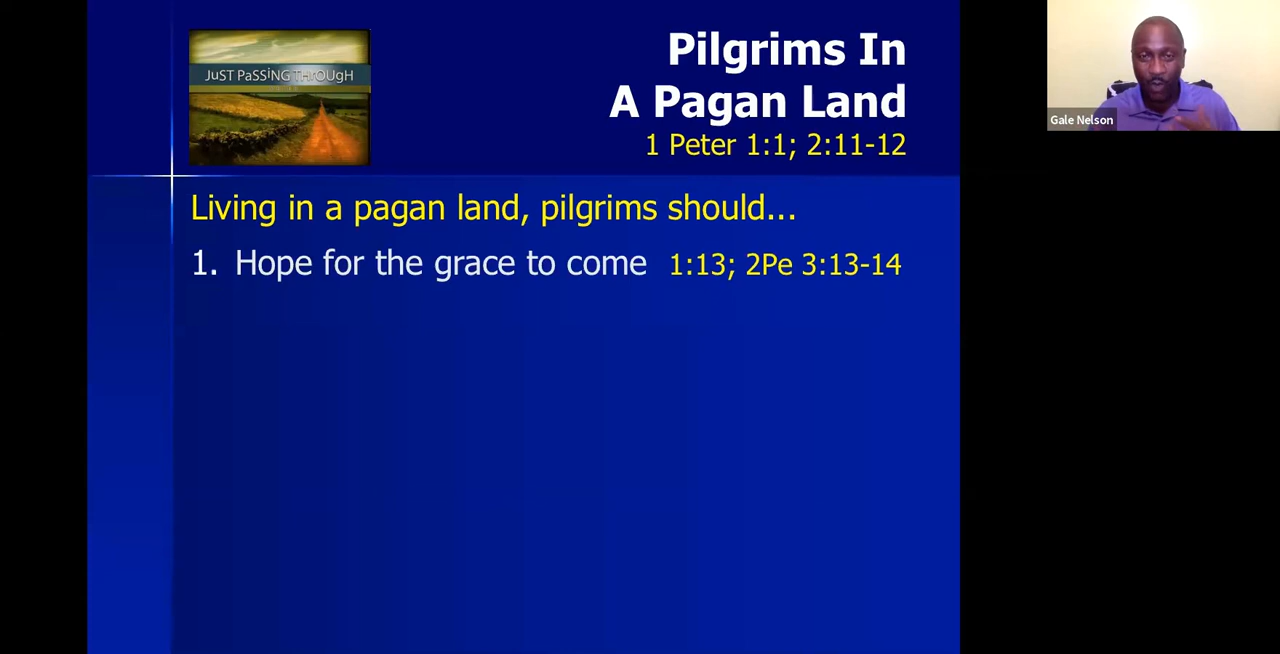 JuST PaSSiNG THrOUgH
Pilgrims In
A Pagan Land
1 Peter 1:1; 2:11-12
Living in a pagan land, pilgrims should...
1. Hope for the grace to come 1:13; 2Pe 3:13-14
Gale Nelson